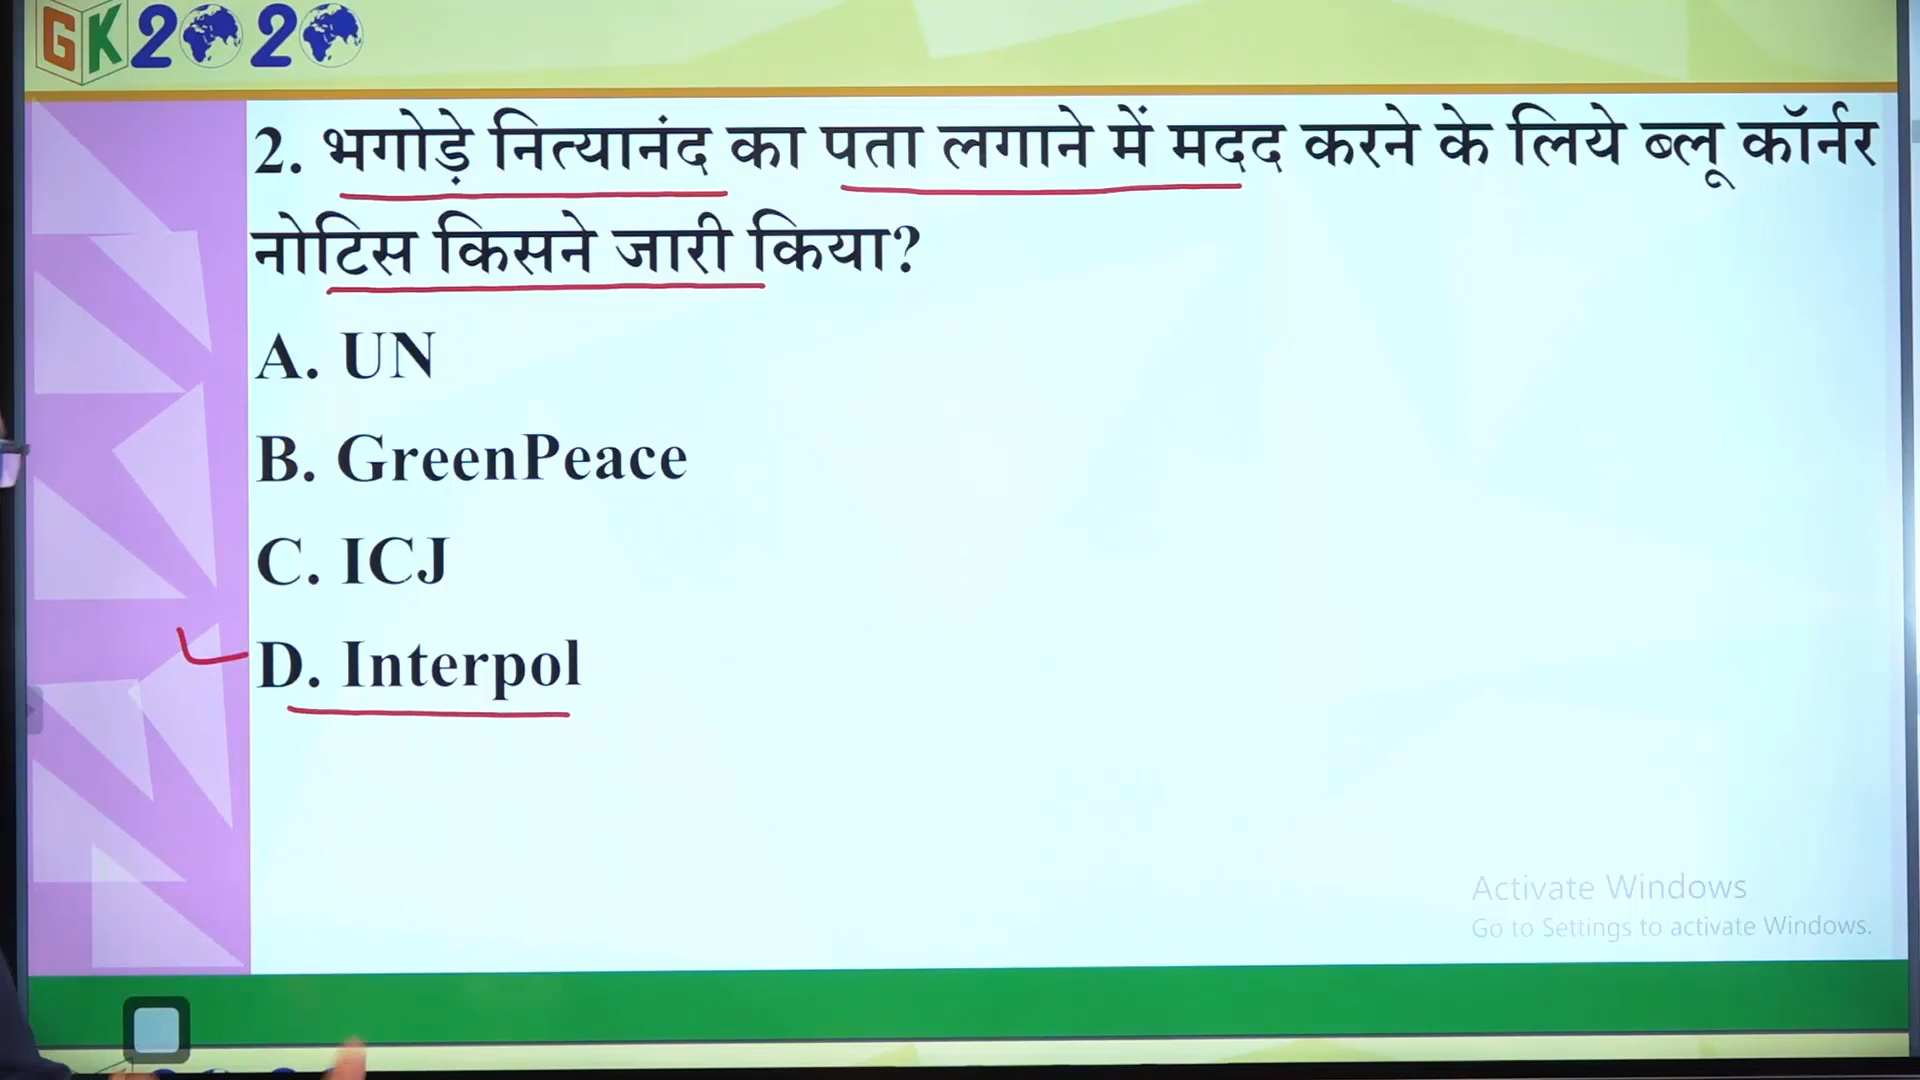 GK2020
2. भगोड़े नित्यानंद का पता लगाने में मदद करने के लिये ब्लू कॉर्नर
नोटिस किसने जारी किया?
A. UN
B. GreenPeace
C. ICJ
D. Interpol
Activate Windows
Go to Settings to activate Windows.